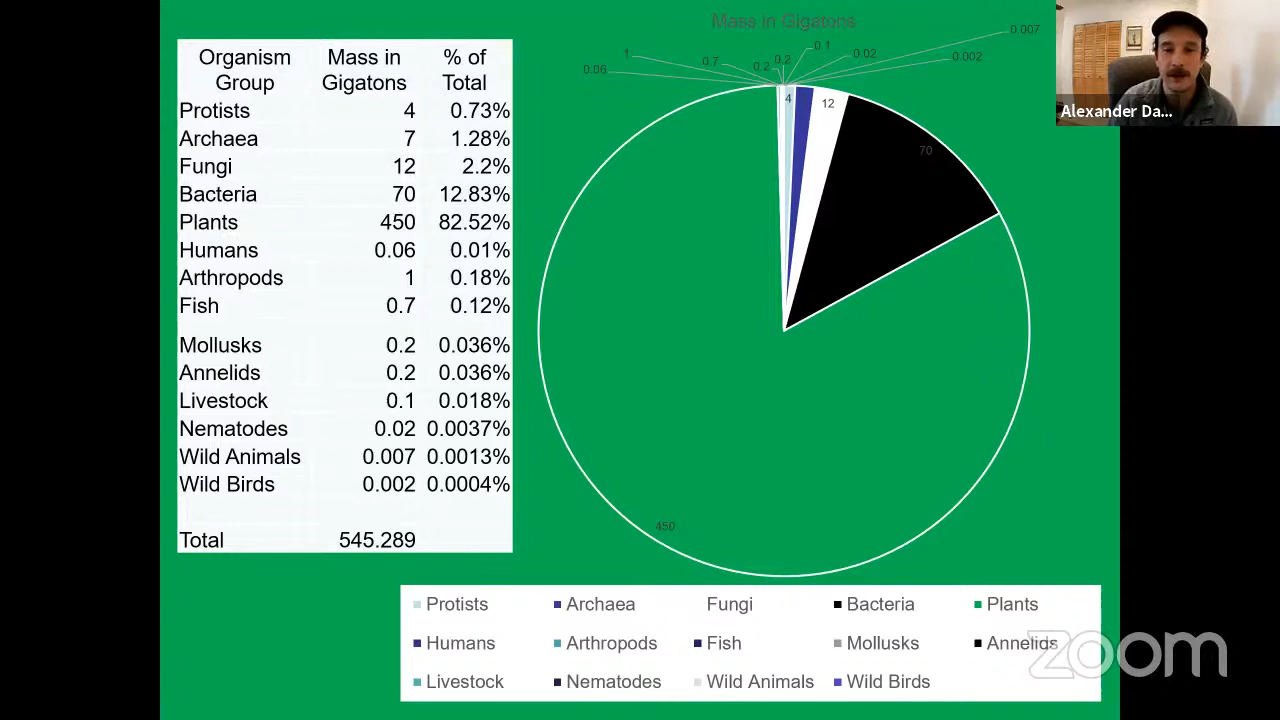 Organism Group Mass in Gigatons % of Total
Protists 4 0.73%
Archaea 7 1.28%
Fungi 12 2.2%
Bacteria 70 12.83%
Plants 450 82.52%
Humans 0.06 0.01%
Arthropods 1 0.18%
Fish 0.7 0.12%
Mollusks 0.2 0.036%
Annelids 0.2 0.036%
Livestock 0.1 0.018%
Nematodes 0.02 0.0037%
Wild Animals 0.007 0.0013%
Wild Birds 0.002 0.0004%
Total 545.289
Mass in Gigatons
0.06
1
0.7
0.2
0.2
0.1
0.02
0.002
0.007
4
12
70
450
Protists Archaea Fungi Bacteria Plants
Humans Arthropods Fish Mollusks Annelids
Livestock Nematodes Wild Animals Wild Birds
Alexander Da...
zoom